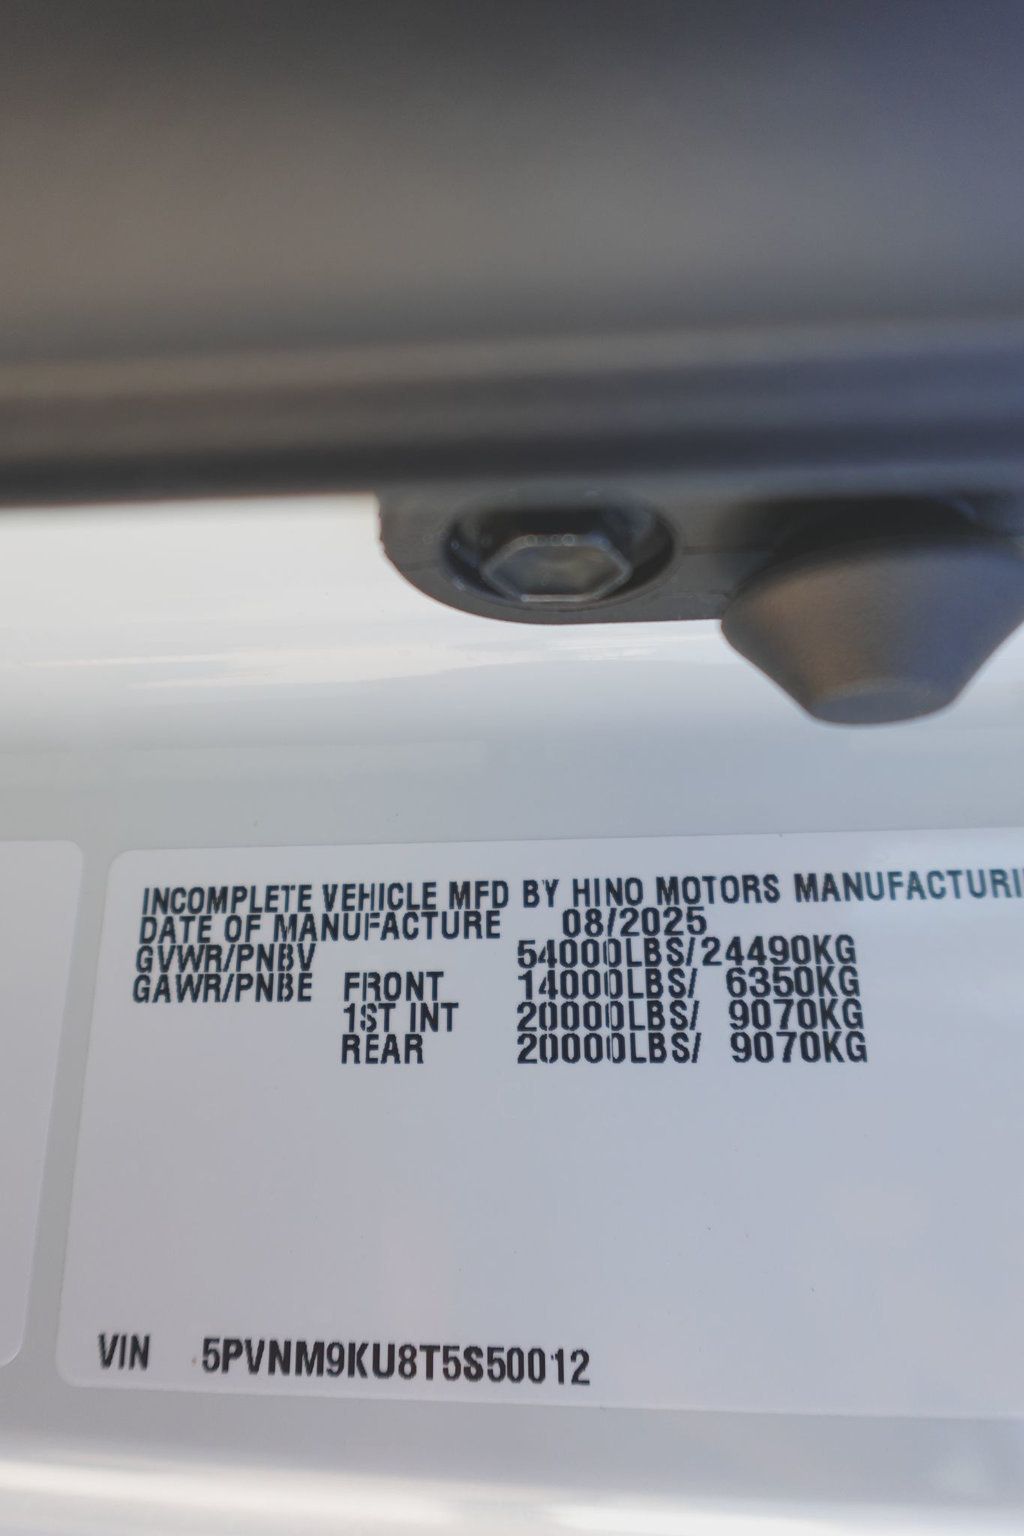 INCOMPLETE VEHICLE MFD BY HINO MOTORS MANUFACTURI
DATE OF MANUFACTURE 08/2025
GVWR/PNBV 54000LBS/24490KG
GAWR/PNBE FRONT 14000LBS/ 6350KG
1ST INT 20000LBS/ 9070KG
REAR 20000LBS/ 9070KG
VIN 5PVNM9KU8T5S50012